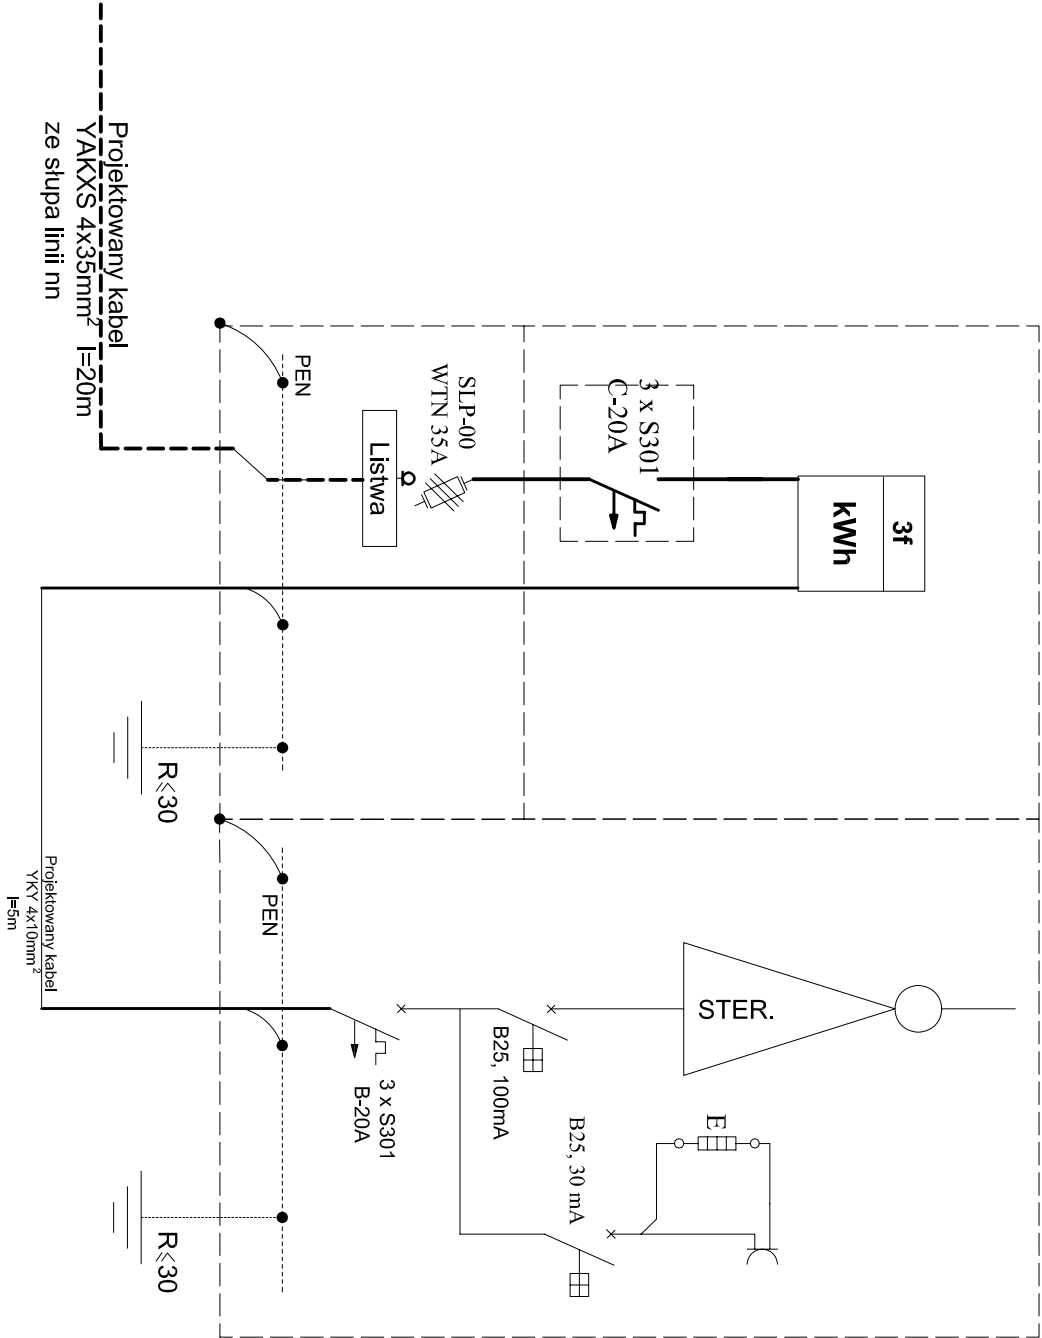 Projektowany kabel
YAKXS 4x35mm² l=20m
ze słupa linii nn
PEN
Listwa
SLP-00
WTN 35A
3 x S301
C-20A
3f
kWh
R⩽30
PEN
Projektowany kabel
YKY 4x10mm²
l=5m
3 x S301
B-20A
B25, 100mA
STER.
E
B25, 30 mA
R⩽30